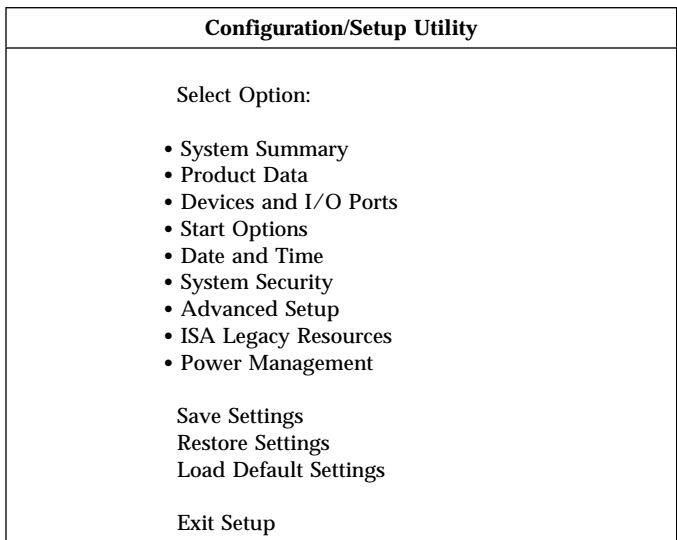 Configuration/Setup Utility
Select Option:
• System Summary
• Product Data
• Devices and I/O Ports
• Start Options
• Date and Time
• System Security
• Advanced Setup
• ISA Legacy Resources
• Power Management
Save Settings
Restore Settings
Load Default Settings
Exit Setup